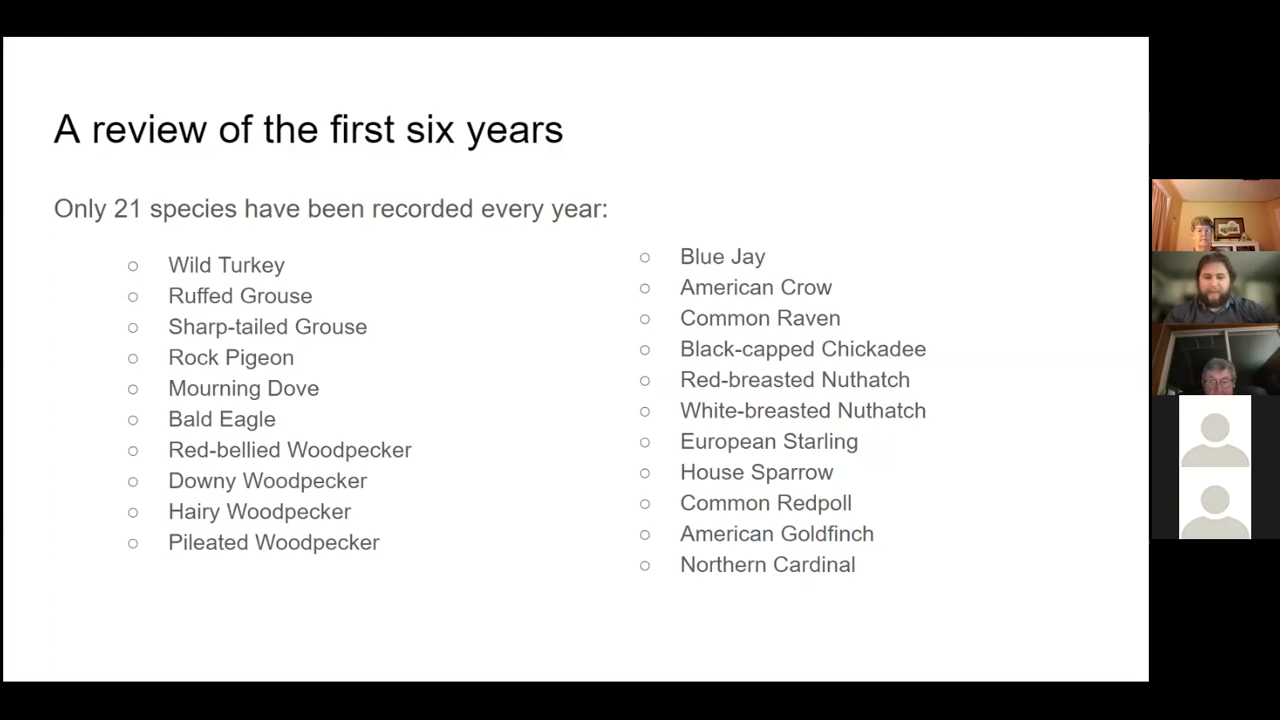 A review of the first six years
Only 21 species have been recorded every year:
Wild Turkey
Ruffed Grouse
Sharp-tailed Grouse
Rock Pigeon
Mourning Dove
Bald Eagle
Red-bellied Woodpecker
Downy Woodpecker
Hairy Woodpecker
Pileated Woodpecker
Blue Jay
American Crow
Common Raven
Black-capped Chickadee
Red-breasted Nuthatch
White-breasted Nuthatch
European Starling
House Sparrow
Common Redpoll
American Goldfinch
Northern Cardinal